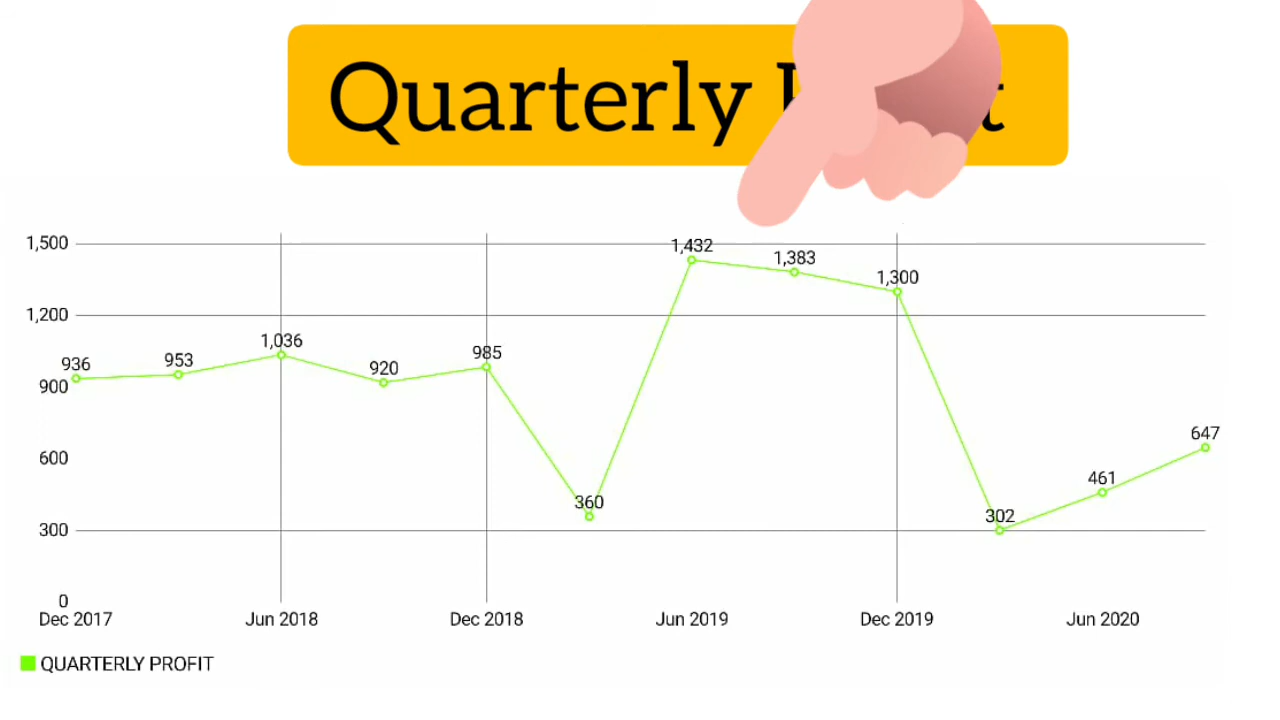 Quarterly
1,500
1,200
900
600
300
0
936
953
1,036
920
985
360
1,432
1,383
1,300
302
461
647
Dec 2017
Jun 2018
Dec 2018
Jun 2019
Dec 2019
Jun 2020
QUARTERLY PROFIT